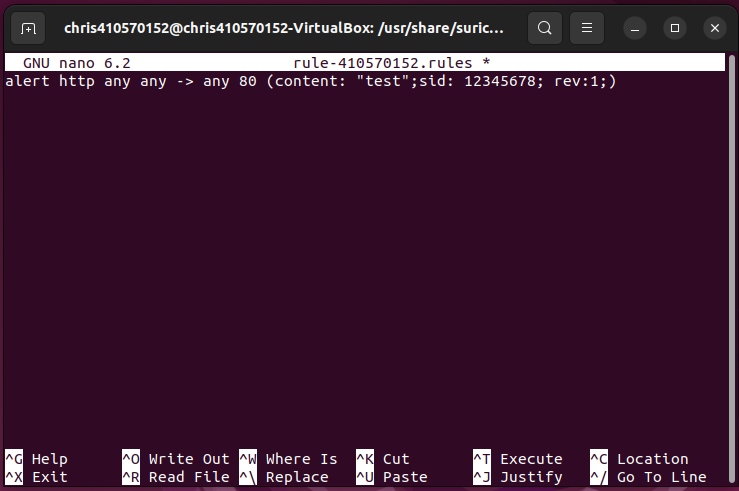 chris410570152@chris410570152-VirtualBox: /usr/share/suric...
GNU nano 6.2 rule-410570152.rules *
alert http any any -> any 80 (content: "test";sid: 12345678; rev:1;)
^G Help ^O Write Out ^W Where Is ^K Cut ^T Execute ^C Location
^X Exit ^R Read File ^\ Replace ^U Paste ^J Justify ^/ Go To Line